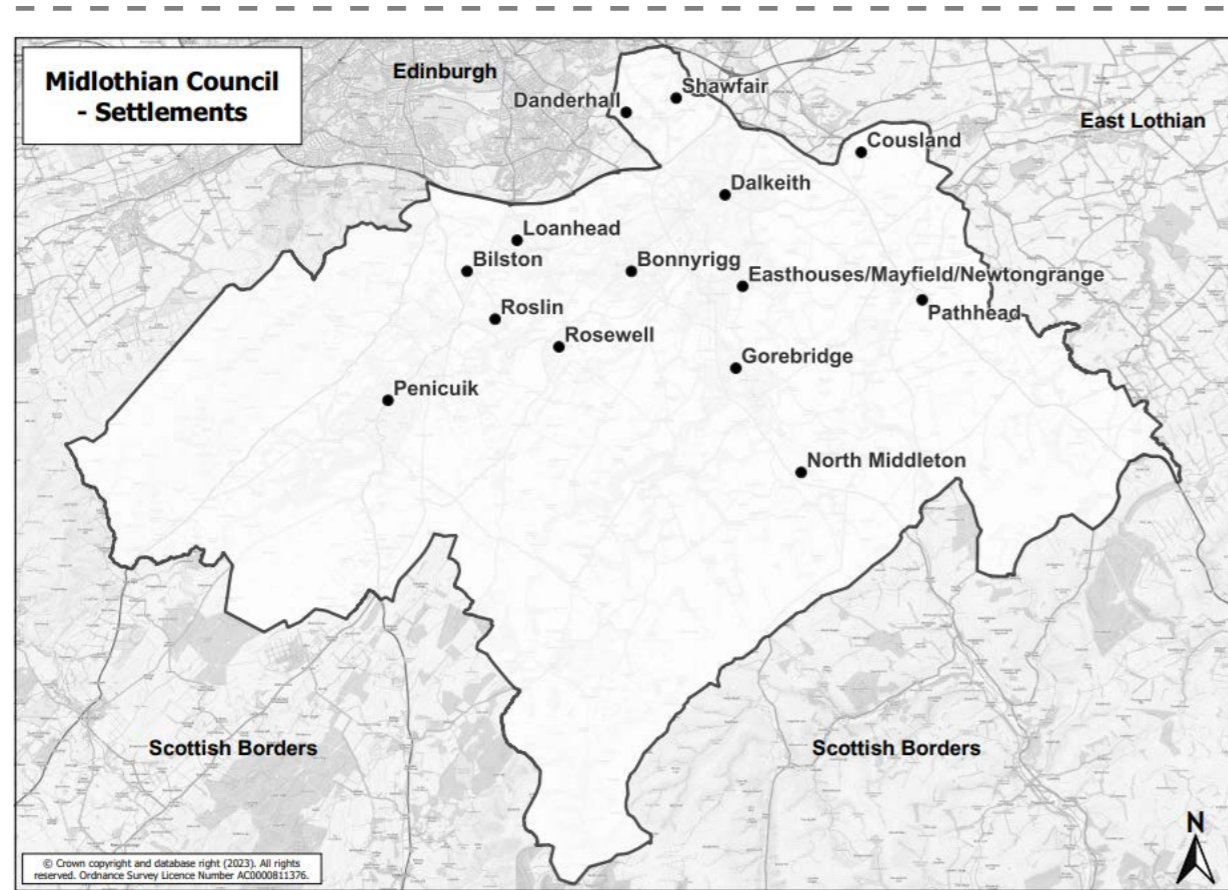 Midlothian Council
- Settlements
Edinburgh
Shawfair
Danderhall
East Lothian
Cousland
Dalkeith
Loanhead
Bilston
Bonnyrigg
Easthouses/Mayfield/Newtongrange
Roslin
Pathhead
Rosewell
Gorebridge
Penicuik
North Middleton
Scottish Borders
Scottish Borders
N
© Crown copyright and database right (2023). All rights
reserved. Ordnance Survey Licence Number AC0000811376.